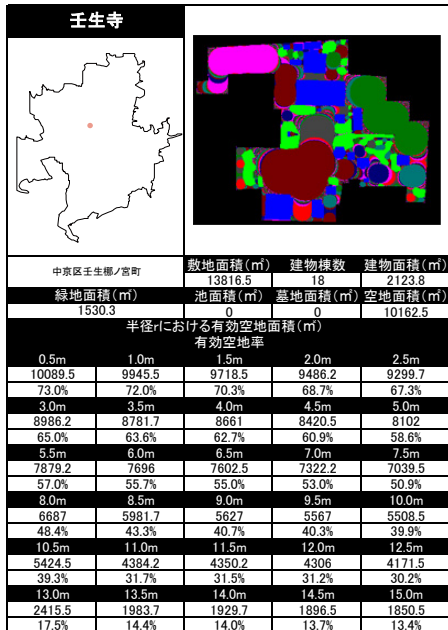 壬生寺
中京区壬生梛ノ宮町
敷地面積(㎡) 建物棟数 建物面積(㎡)
13816.5 18 2123.8
緑地面積(㎡) 池面積(㎡) 墓地面積(㎡) 空地面積(㎡)
1530.3 0 0 10162.5
半径rにおける有効空地面積(㎡)
有効空地率
0.5m 1.0m 1.5m 2.0m 2.5m
10089.5 9945.5 9718.5 9486.2 9299.7
73.0% 72.0% 70.3% 68.7% 67.3%
3.0m 3.5m 4.0m 4.5m 5.0m
8986.2 8781.7 8661 8420.5 8102
65.0% 63.6% 62.7% 60.9% 58.6%
5.5m 6.0m 6.5m 7.0m 7.5m
7879.2 7696 7602.5 7322.2 7039.5
57.0% 55.7% 55.0% 53.0% 50.9%
8.0m 8.5m 9.0m 9.5m 10.0m
6687 5981.7 5627 5567 5508.5
48.4% 43.3% 40.7% 40.3% 39.9%
10.5m 11.0m 11.5m 12.0m 12.5m
5424.5 4384.2 4350.2 4306 4171.5
39.3% 31.7% 31.5% 31.2% 30.2%
13.0m 13.5m 14.0m 14.5m 15.0m
2415.5 1983.7 1929.7 1896.5 1850.5
17.5% 14.4% 14.0% 13.7% 13.4%